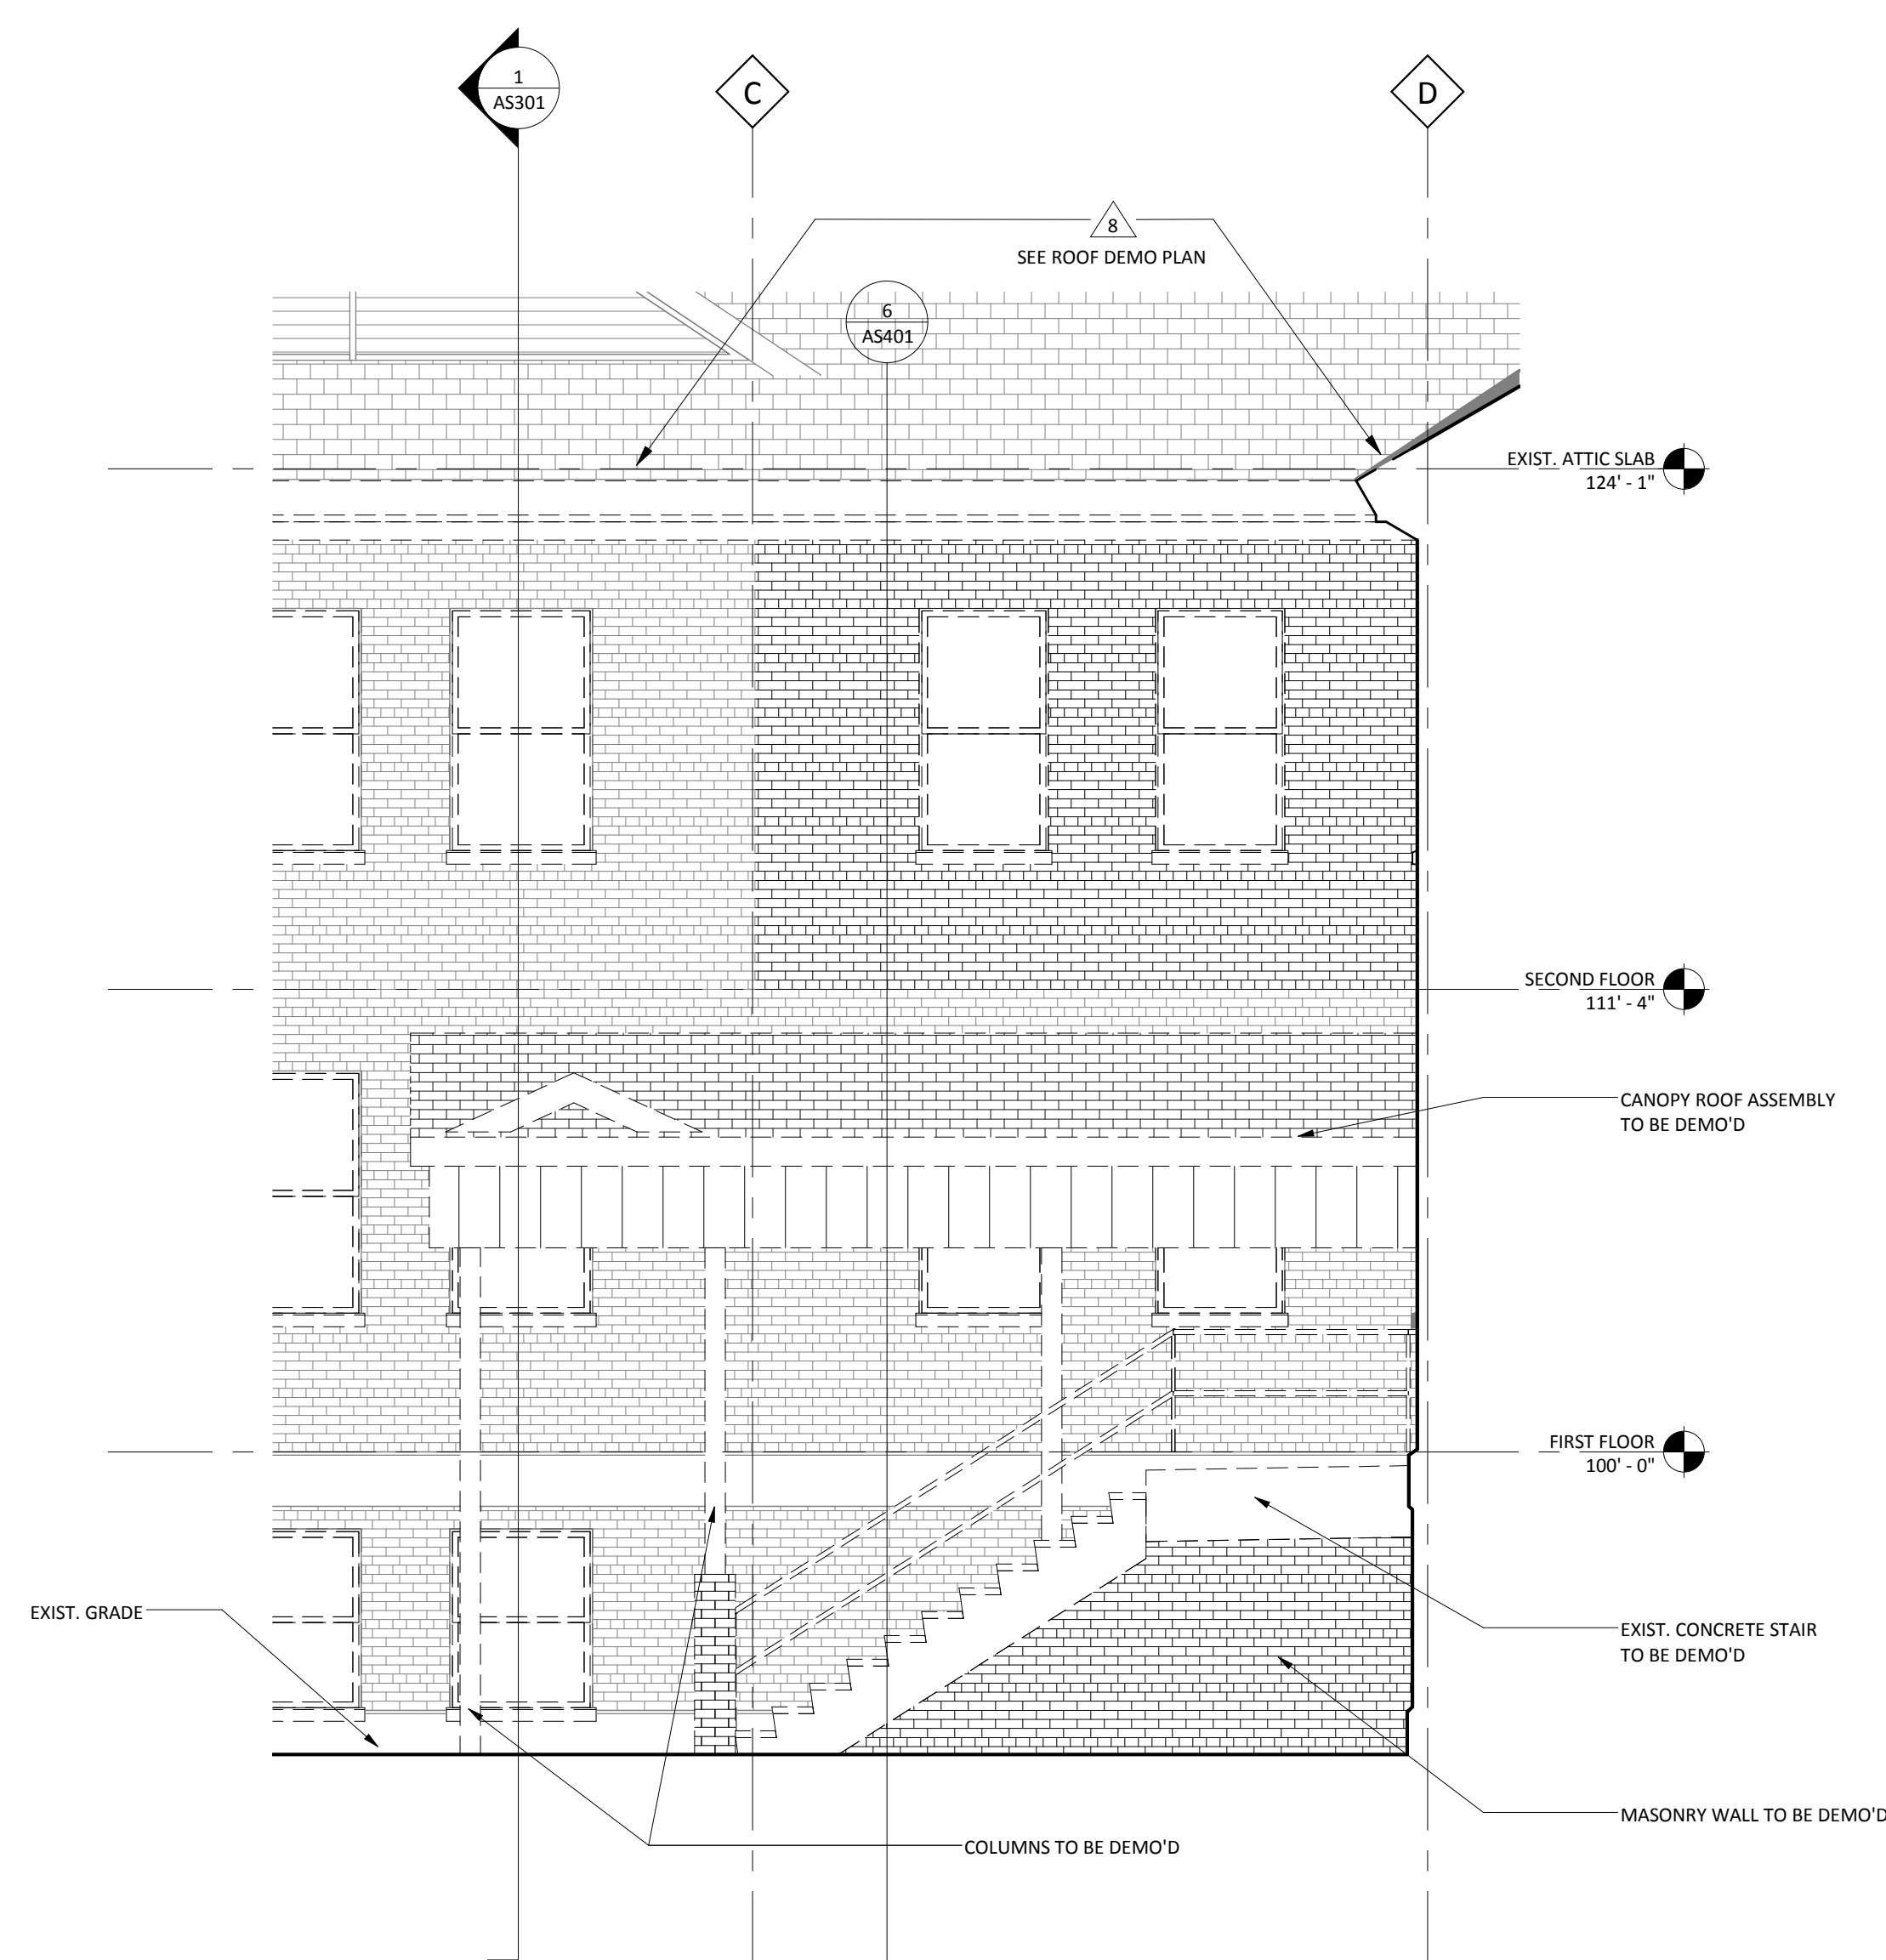 1
AS301
C
D
8
SEE ROOF DEMO PLAN
6
AS401
EXIST. ATTIC SLAB
124' - 1"
SECOND FLOOR
111' - 4"
CANOPY ROOF ASSEMBLY
TO BE DEMO'D
FIRST FLOOR
100' - 0"
EXIST. GRADE
EXIST. CONCRETE STAIR
TO BE DEMO'D
MASONRY WALL TO BE DEMO'D
COLUMNS TO BE DEMO'D